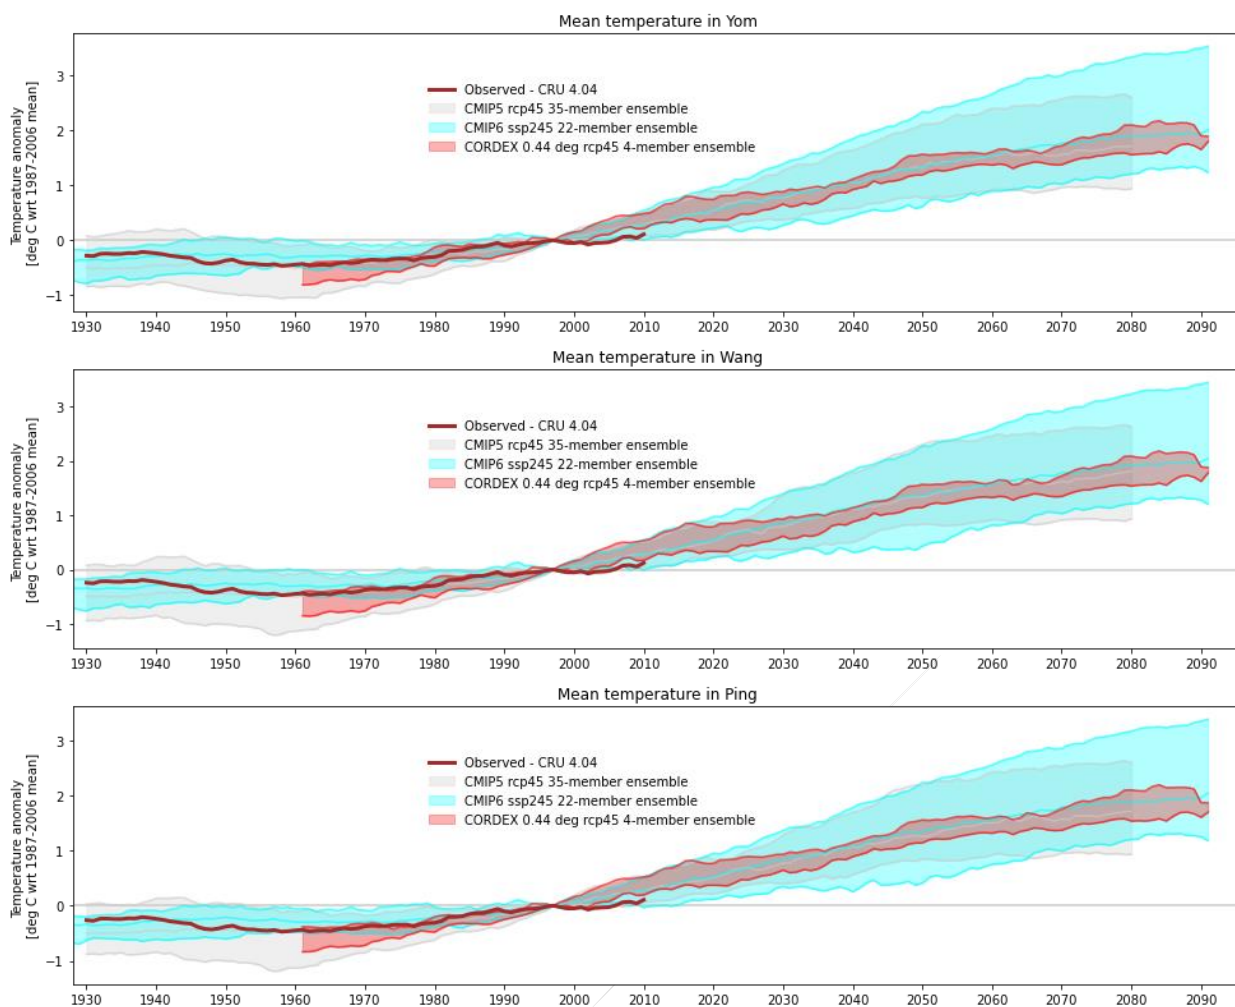 Mean temperature in Yom
Temperature anomaly
[deg C wrt 1987-2006 mean]
3
2
1
0
−1
Observed - CRU 4.04
CMIP5 rcp45 35-member ensemble
CMIP6 ssp245 22-member ensemble
CORDEX 0.44 deg rcp45 4-member ensemble
1930 1940 1950 1960 1970 1980 1990 2000 2010 2020 2030 2040 2050 2060 2070 2080 2090
Mean temperature in Wang
Temperature anomaly
[deg C wrt 1987-2006 mean]
3
2
1
0
−1
Observed - CRU 4.04
CMIP5 rcp45 35-member ensemble
CMIP6 ssp245 22-member ensemble
CORDEX 0.44 deg rcp45 4-member ensemble
1930 1940 1950 1960 1970 1980 1990 2000 2010 2020 2030 2040 2050 2060 2070 2080 2090
Mean temperature in Ping
Temperature anomaly
[deg C wrt 1987-2006 mean]
3
2
1
0
−1
Observed - CRU 4.04
CMIP5 rcp45 35-member ensemble
CMIP6 ssp245 22-member ensemble
CORDEX 0.44 deg rcp45 4-member ensemble
1930 1940 1950 1960 1970 1980 1990 2000 2010 2020 2030 2040 2050 2060 2070 2080 2090